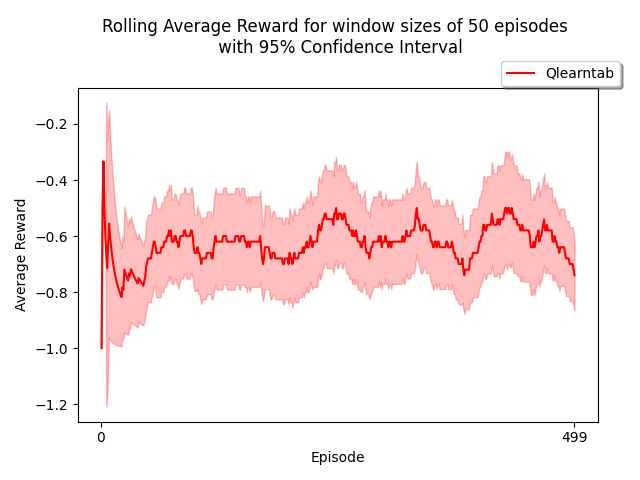 Rolling Average Reward for window sizes of 50 episodes
with 95% Confidence Interval
Qlearntab
Average Reward
−0.2
−0.4
−0.6
−0.8
−1.0
−1.2
0
499
Episode